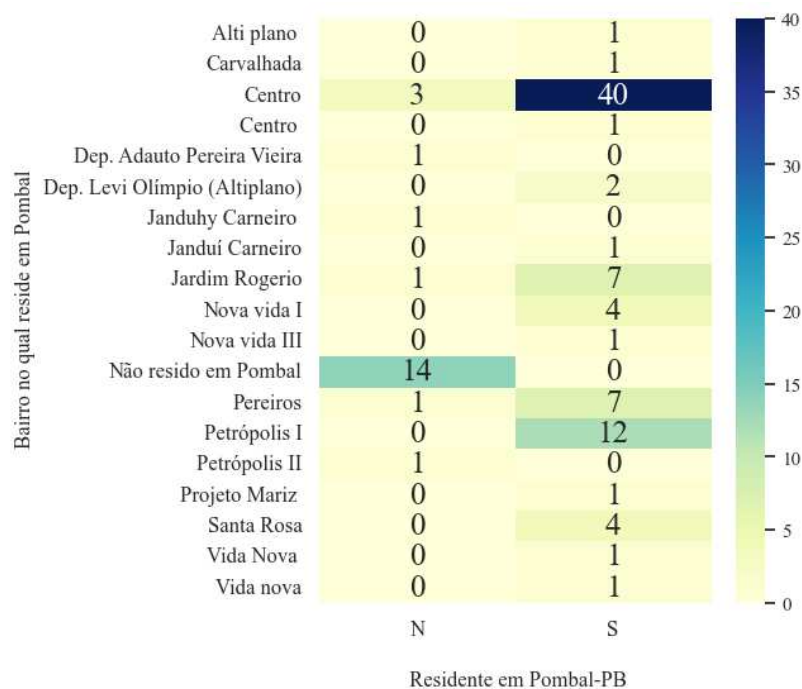 Bairro no qual reside em Pombal
Alti plano 0 1
Carvalhada 0 1
Centro 3 40
Centro 0 1
Dep. Adauto Pereira Vieira 1 0
Dep. Levi Olímpio (Altiplano) 0 2
Janduhy Carneiro 1 0
Janduí Carneiro 0 1
Jardim Rogerio 1 7
Nova vida I 0 4
Nova vida III 0 1
Não resido em Pombal 14 0
Pereiros 1 7
Petrópolis I 0 12
Petrópolis II 1 0
Projeto Mariz 0 1
Santa Rosa 0 4
Vida Nova 0 1
Vida nova 0 1
N S
Residente em Pombal-PB
40
35
30
25
20
15
10
5
0